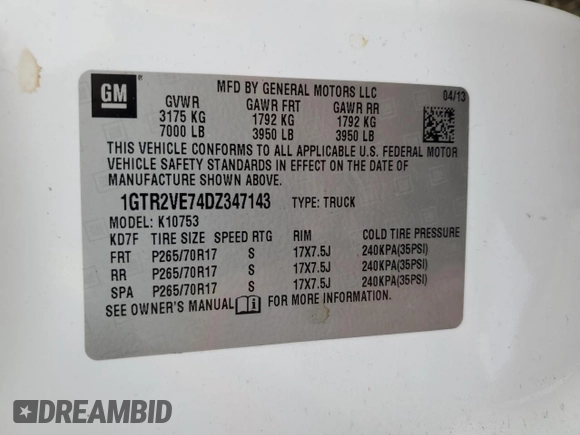 GM
MFD BY GENERAL MOTORS LLC
04/13
GVWR GAWR FRT GAWR RR
3175 KG 1792 KG 1792 KG
7000 LB 3950 LB 3950 LB
THIS VEHICLE CONFORMS TO ALL APPLICABLE U.S. FEDERAL MOTOR
VEHICLE SAFETY STANDARDS IN EFFECT ON THE DATE OF
MANUFACTURE SHOWN ABOVE.
1GTR2VE74DZ347143 TYPE: TRUCK
MODEL: K10753
KD7F TIRE SIZE SPEED RTG RIM COLD TIRE PRESSURE
FRT P265/70R17 S 17X7.5J 240KPA(35PSI)
RR P265/70R17 S 17X7.5J 240KPA(35PSI)
SPA P265/70R17 S 17X7.5J 240KPA(35PSI)
SEE OWNER'S MANUAL FOR MORE INFORMATION.
DREAMBID